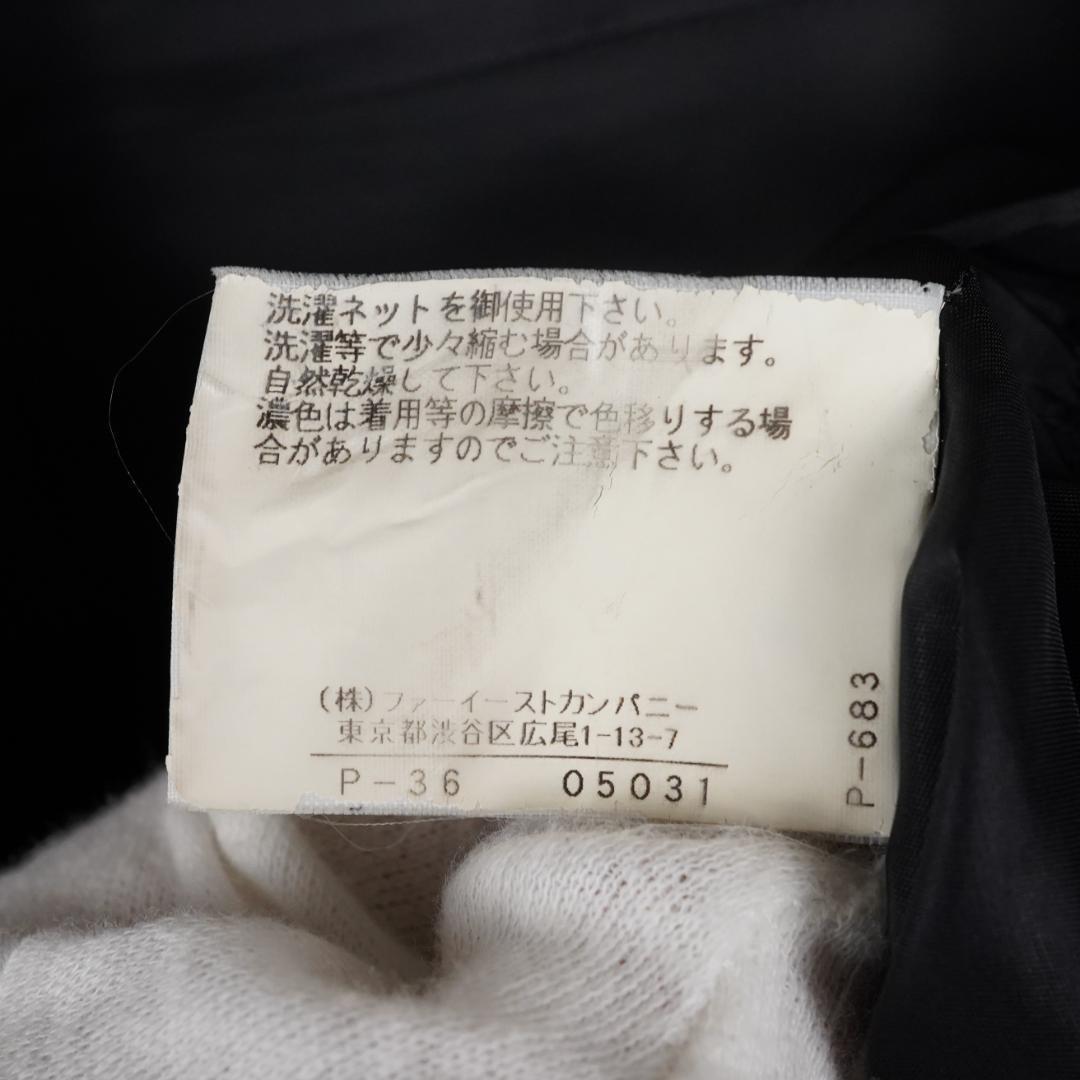 洗濯ネットを御使用下さい。
洗濯等で少々縮む場合があります。
自然乾燥して下さい。
濃色は着用等の摩擦で色移りする場
合がありますのでご注意下さい。
(株)ファーイーストカンパニー
東京都渋谷区広尾1-13-7
P-36 05031
P-683